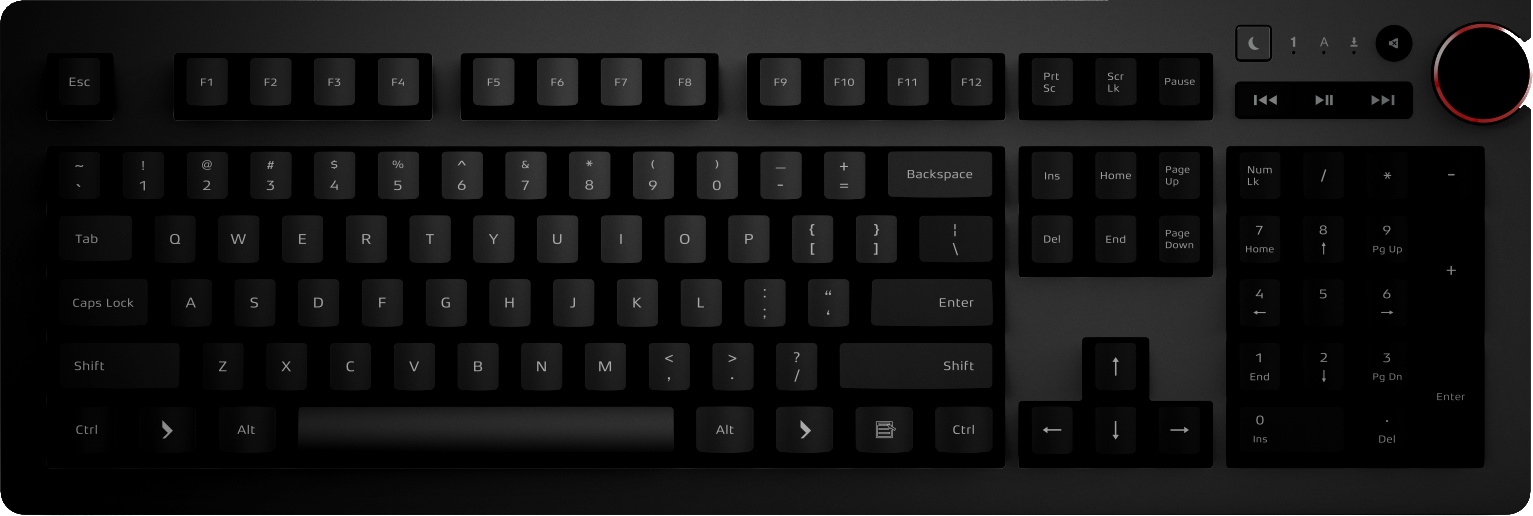 1 A
Esc F1 F2 F3 F4 F5 F6 F7 F8 F9 F10 F11 F12 Prt Sc Scr Lk Pause
~ ` ! 1 @ 2 # 3 $ 4 % 5 ^ 6 & 7 * 8 ( 9 ) 0 — - + = Backspace Ins Home Page Up Num Lk / * -
Tab Q W E R T Y U I O P { [ } ] ¦ \ Del End Page Down 7 Home 8 ↑ 9 Pg Up +
Caps Lock A S D F G H J K L : ; “ ‘ Enter 4 ← 5 6 →
Shift Z X C V B N M < , > . ? / Shift ↑ 1 End 2 ↓ 3 Pg Dn Enter
Ctrl Alt Alt Ctrl ← ↓ → 0 Ins . Del